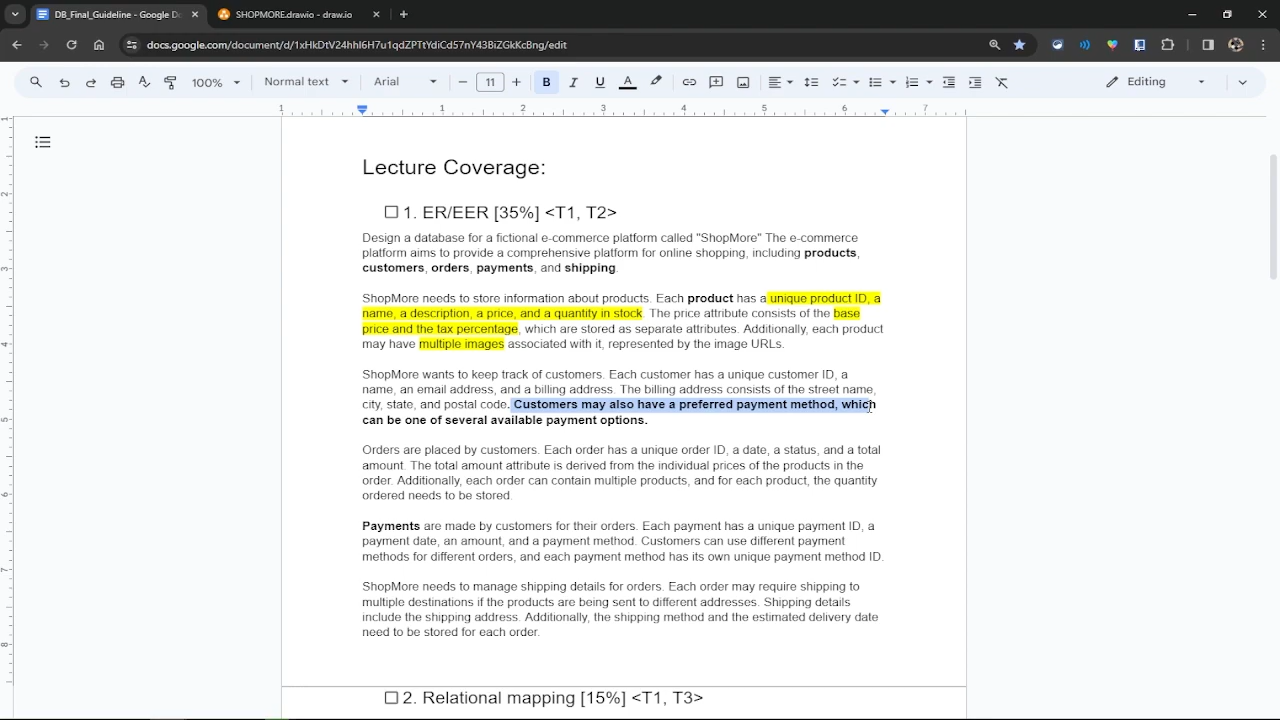 DB_Final_Guideline - Google Do
SHOPMORE.drawio - draw.io
docs.google.com/document/d/1xHkDtV24hhI6H7u1qdZPTtYdiCd57nY43BiZGkKcBng/edit
100% Normal text Arial 11 B I U A Editing
1 1 2 3 4 5 6 7
Lecture Coverage:
1. ER/EER [35%] <T1, T2>
Design a database for a fictional e-commerce platform called "ShopMore" The e-commerce
platform aims to provide a comprehensive platform for online shopping, including products,
customers, orders, payments, and shipping.
ShopMore needs to store information about products. Each product has a unique product ID, a
name, a description, a price, and a quantity in stock. The price attribute consists of the base
price and the tax percentage, which are stored as separate attributes. Additionally, each product
may have multiple images associated with it, represented by the image URLs.
ShopMore wants to keep track of customers. Each customer has a unique customer ID, a
name, an email address, and a billing address. The billing address consists of the street name,
city, state, and postal code. Customers may also have a preferred payment method, which
can be one of several available payment options.
Orders are placed by customers. Each order has a unique order ID, a date, a status, and a total
amount. The total amount attribute is derived from the individual prices of the products in the
order. Additionally, each order can contain multiple products, and for each product, the quantity
ordered needs to be stored.
Payments are made by customers for their orders. Each payment has a unique payment ID, a
payment date, an amount, and a payment method. Customers can use different payment
methods for different orders, and each payment method has its own unique payment method ID.
ShopMore needs to manage shipping details for orders. Each order may require shipping to
multiple destinations if the products are being sent to different addresses. Shipping details
include the shipping address. Additionally, the shipping method and the estimated delivery date
need to be stored for each order.
2. Relational mapping [15%] <T1, T3>